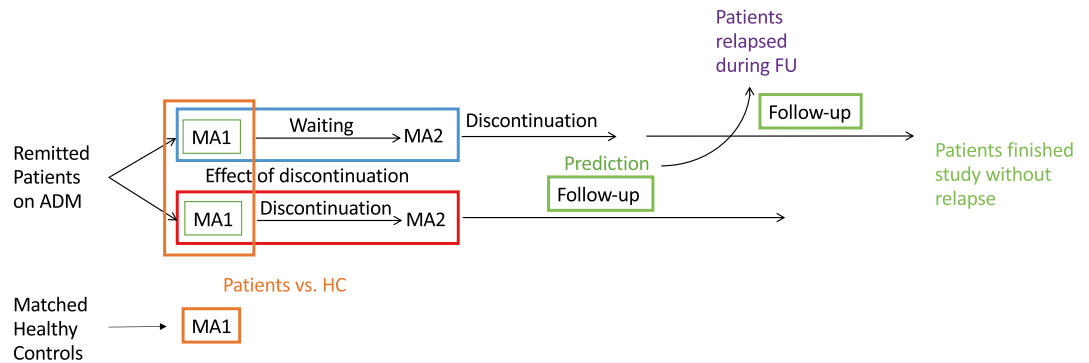 Patients
relapsed
during FU
Follow-up
MA1
Waiting
MA2
Discontinuation
Remitted
Patients
on ADM
Effect of discontinuation
Prediction
Patients finished
study without
relapse
Follow-up
MA1
Discontinuation
MA2
Patients vs. HC
Matched
Healthy
Controls
MA1